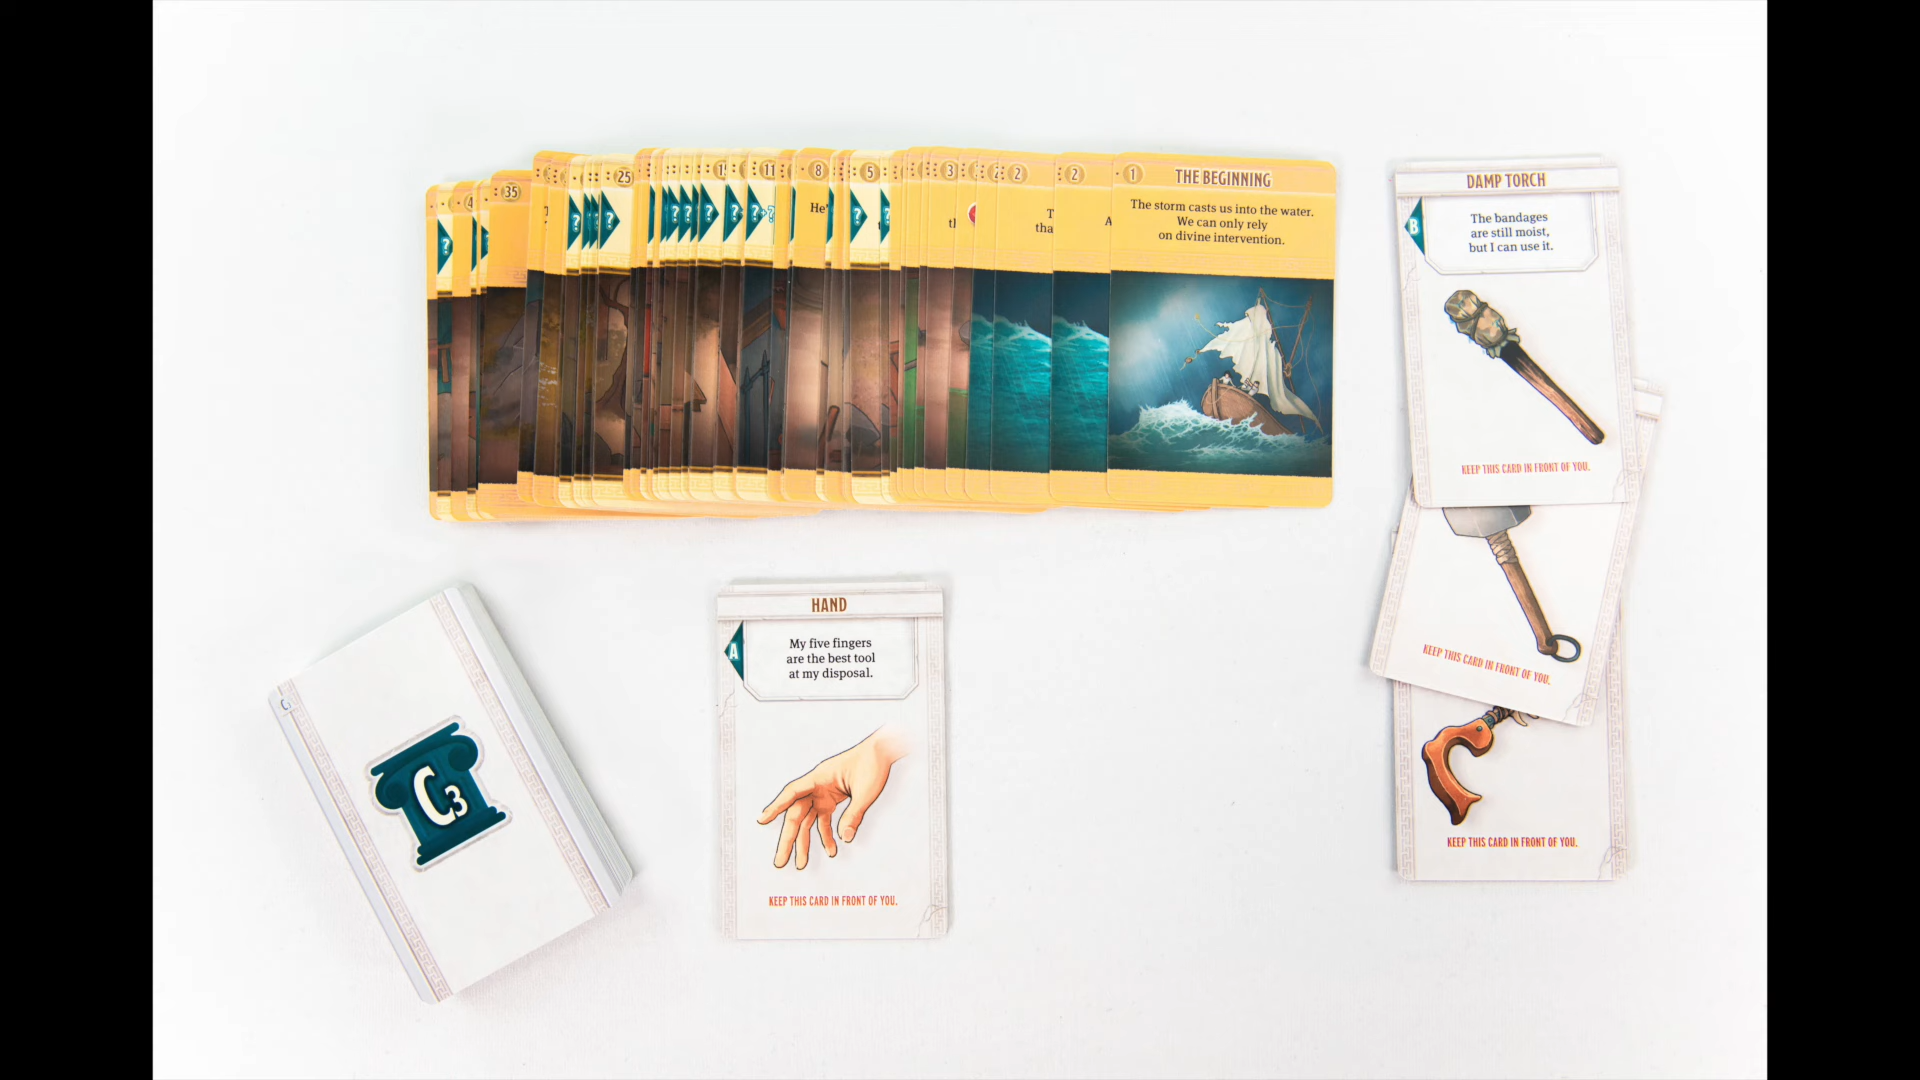 35
25
11
8
5
3
2
2
1
THE BEGINNING
He'
T
tha
A
The storm casts us into the water.
We can only rely
on divine intervention.
DAMP TORCH
B
The bandages
are still moist,
but I can use it.
KEEP THIS CARD IN FRONT OF YOU.
KEEP THIS CARD IN FRONT OF YOU.
KEEP THIS CARD IN FRONT OF YOU.
HAND
A
My five fingers
are the best tool
at my disposal.
KEEP THIS CARD IN FRONT OF YOU.
C3